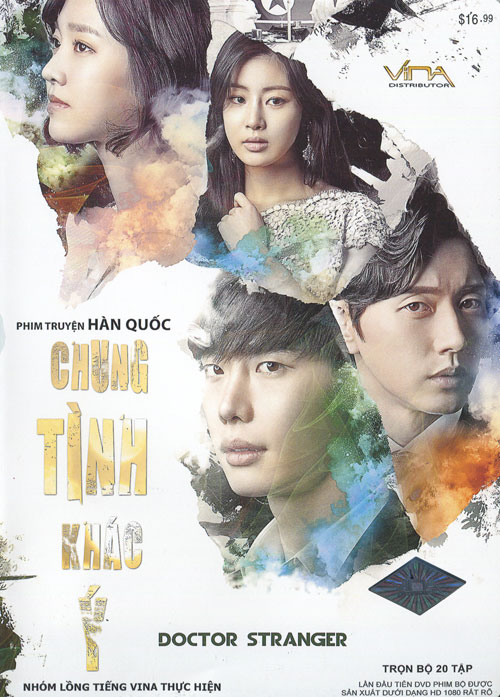 $16.99
VINA
DISTRIBUTOR
PHIM TRUYỆN HÀN QUỐC
CHUNG
TÌNH
KHÁC
Ý
DOCTOR STRANGER
TRỌN BỘ 20 TẬP
NHÓM LỒNG TIẾNG VINA THỰC HIỆN
LẦN ĐẦU TIÊN DVD PHIM BỘ ĐƯỢC
SẢN XUẤT DƯỚI DẠNG HD 1080 RẤT RÕ